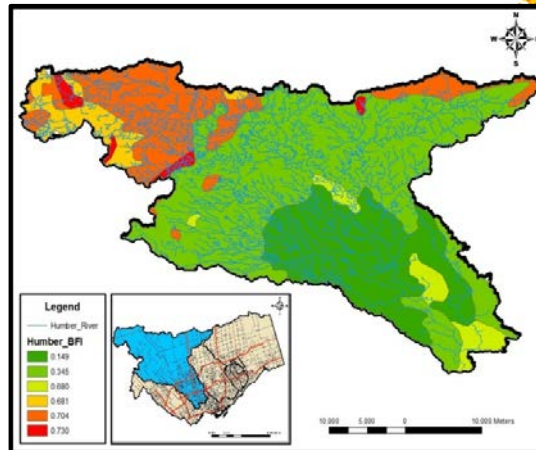 N
W E
S
Legend
Humber_River
Humber_BFI
0.149
0.345
0.680
0.681
0.704
0.730
10,000 5,000 0 10,000 Meters